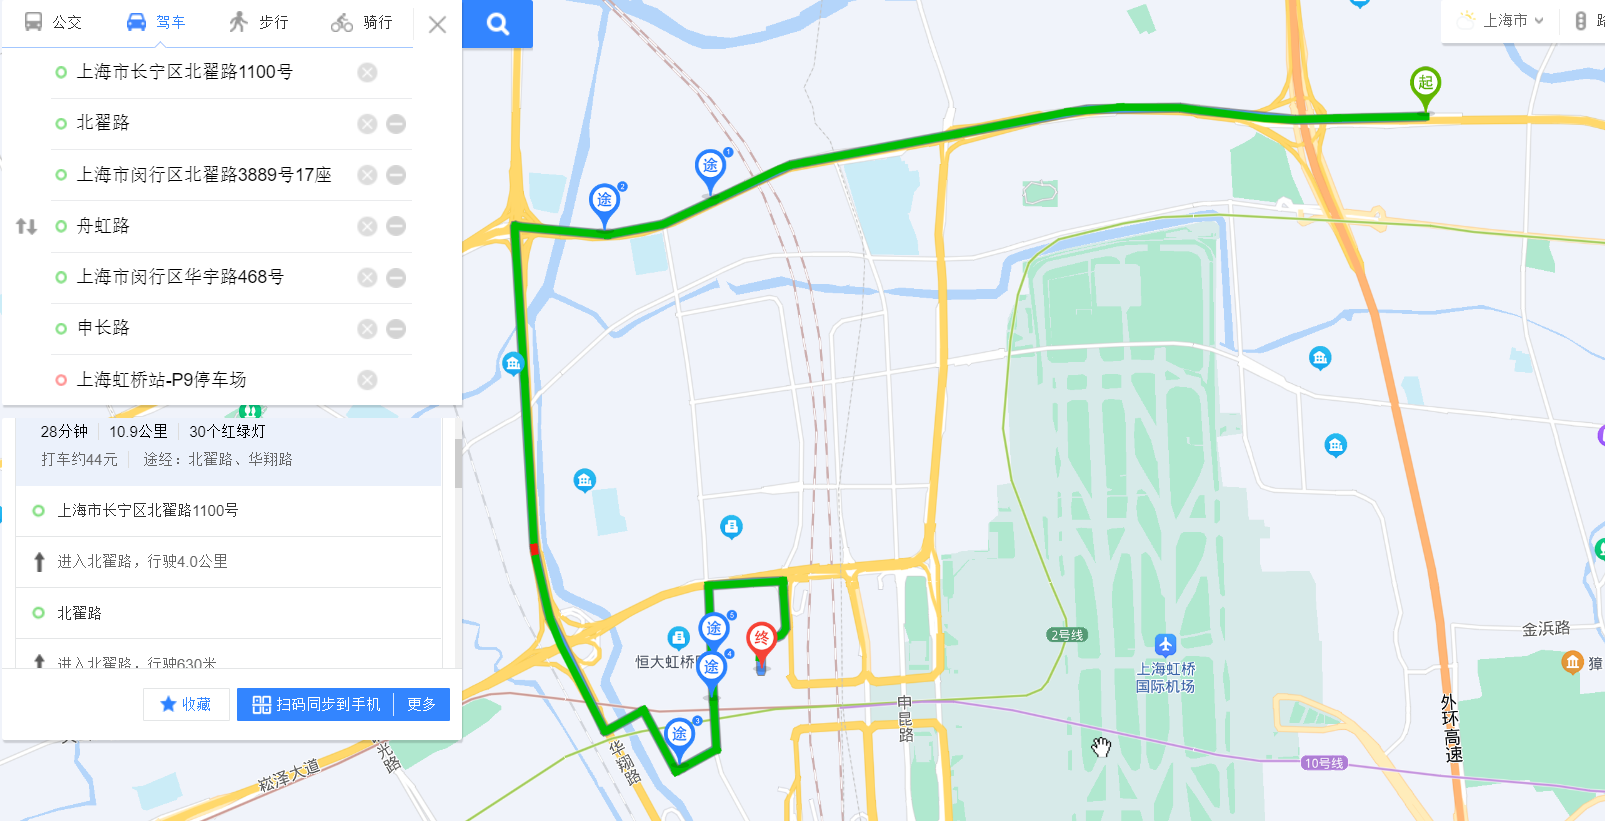 公交 驾车 步行 骑行
上海市长宁区北翟路1100号
北翟路
上海市闵行区北翟路3889号17座
舟虹路
上海市闵行区华宇路468号
申长路
上海虹桥站-P9停车场
28分钟 10.9公里 30个红绿灯
打车约44元 途经：北翟路、华翔路
上海市长宁区北翟路1100号
进入北翟路，行驶4.0公里
北翟路
进入北翟路，行驶630米
收藏 扫码同步到手机 更多
上海市
路
起
途 1
途 2
途 5
终
途 4
途 3
恒大虹桥
2号线
上海虹桥
国际机场
金浜路
獐
申昆路
外环高速
10号线
华翔路
崧泽大道
光路